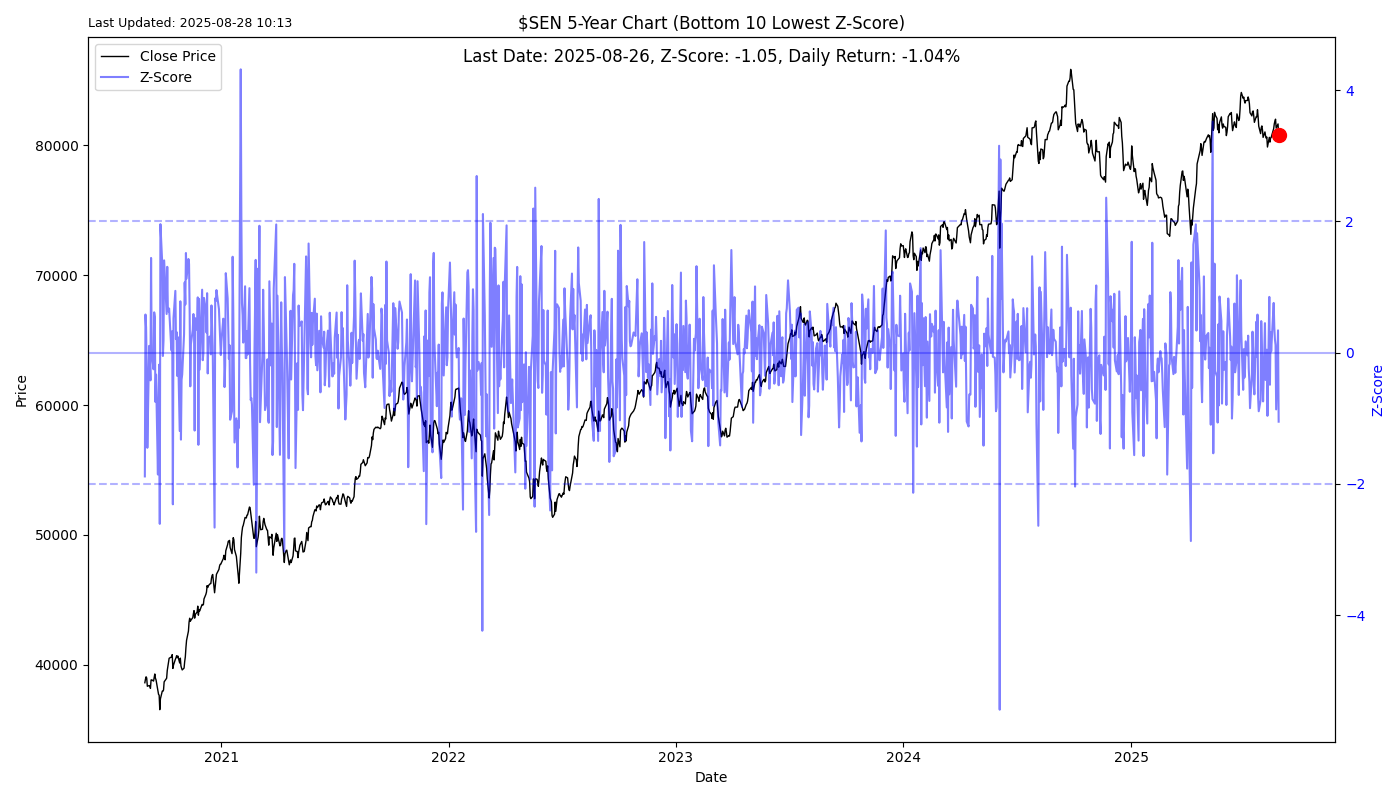 Last Updated: 2025-08-28 10:13
$SEN 5-Year Chart (Bottom 10 Lowest Z-Score)
Last Date: 2025-08-26, Z-Score: -1.05, Daily Return: -1.04%
Close Price
Z-Score
80000
70000
60000
50000
40000
Price
4
2
0
−2
−4
Z-Score
2021
2022
2023
2024
2025
Date